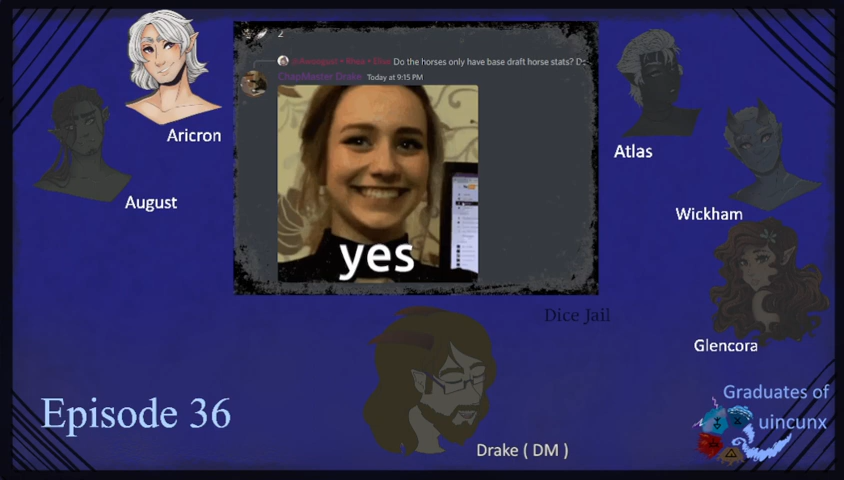 2
Do the horses only have base draft horse stats? D
ChapMaster Drake Today at 9:15 PM
yes
Aricron
August
Atlas
Wickham
Glencora
Dice Jail
Episode 36
Drake ( DM )
Graduates of
uincunx